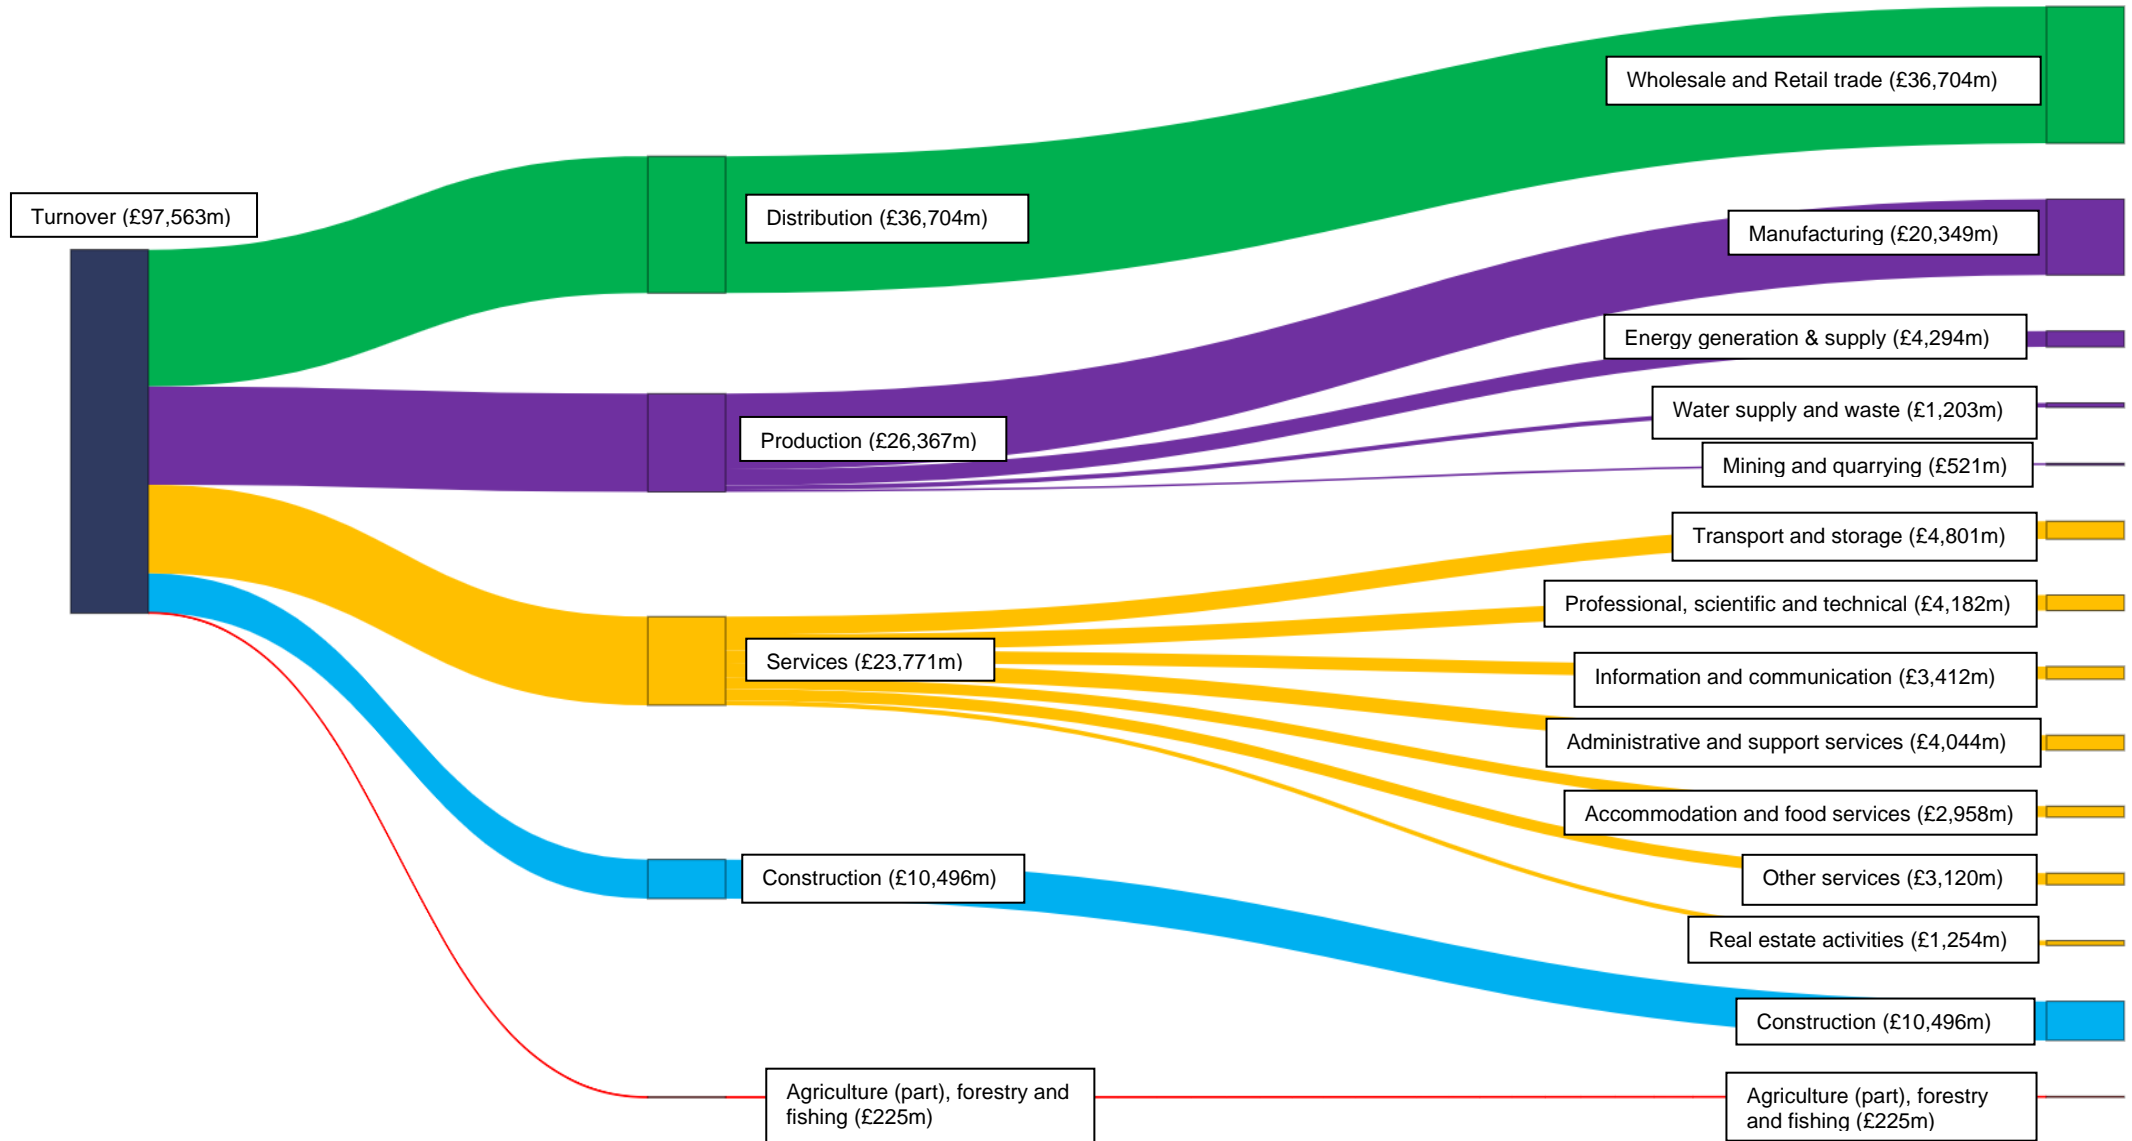 Turnover (£97,563m)
Distribution (£36,704m)
Production (£26,367m)
Services (£23,771m)
Construction (£10,496m)
Agriculture (part), forestry and
fishing (£225m)
Wholesale and Retail trade (£36,704m)
Manufacturing (£20,349m)
Energy generation & supply (£4,294m)
Water supply and waste (£1,203m)
Mining and quarrying (£521m)
Transport and storage (£4,801m)
Professional, scientific and technical (£4,182m)
Information and communication (£3,412m)
Administrative and support services (£4,044m)
Accommodation and food services (£2,958m)
Other services (£3,120m)
Real estate activities (£1,254m)
Construction (£10,496m)
Agriculture (part), forestry
and fishing (£225m)